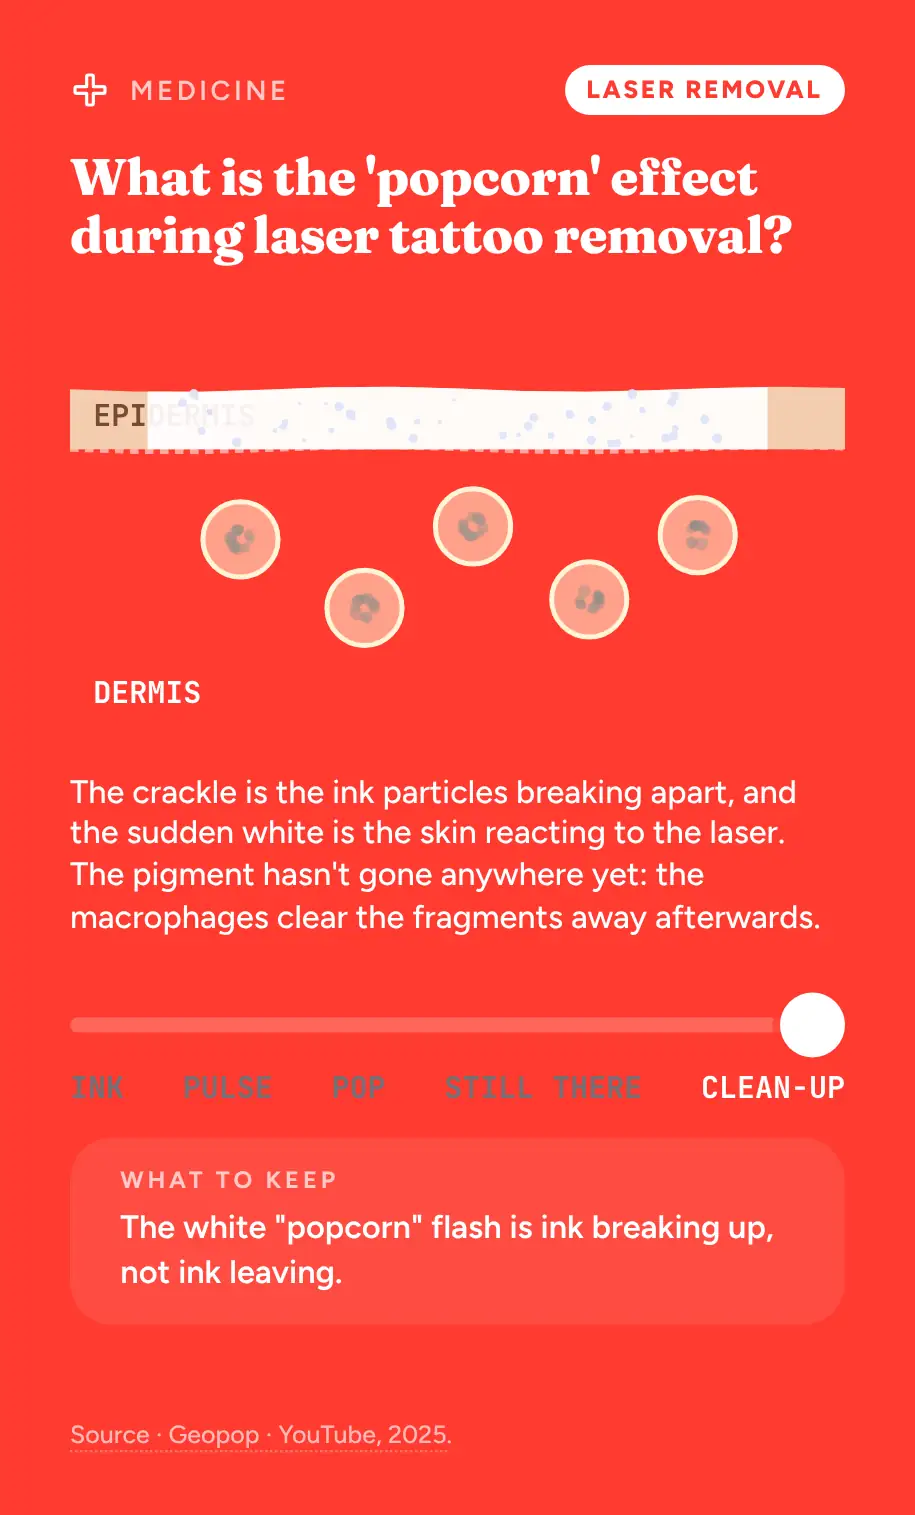 MEDICINE
LASER REMOVAL
What is the 'popcorn' effect
during laser tattoo removal?
EPIDERMIS
DERMIS
The crackle is the ink particles breaking apart, and
the sudden white is the skin reacting to the laser.
The pigment hasn't gone anywhere yet: the
macrophages clear the fragments away afterwards.
INK PULSE POP STILL THERE CLEAN-UP
WHAT TO KEEP
The white "popcorn" flash is ink breaking up,
not ink leaving.
Source · Geopop · YouTube, 2025.